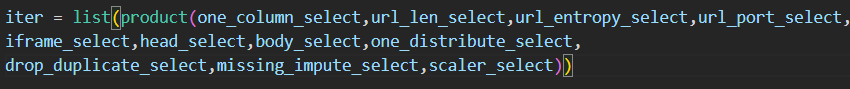 iter = list(product(one_column_select,url_len_select,url_entropy_select,url_port_select,
iframe_select,head_select,body_select,one_distribute_select,
drop_duplicate_select,missing_impute_select,scaler_select))